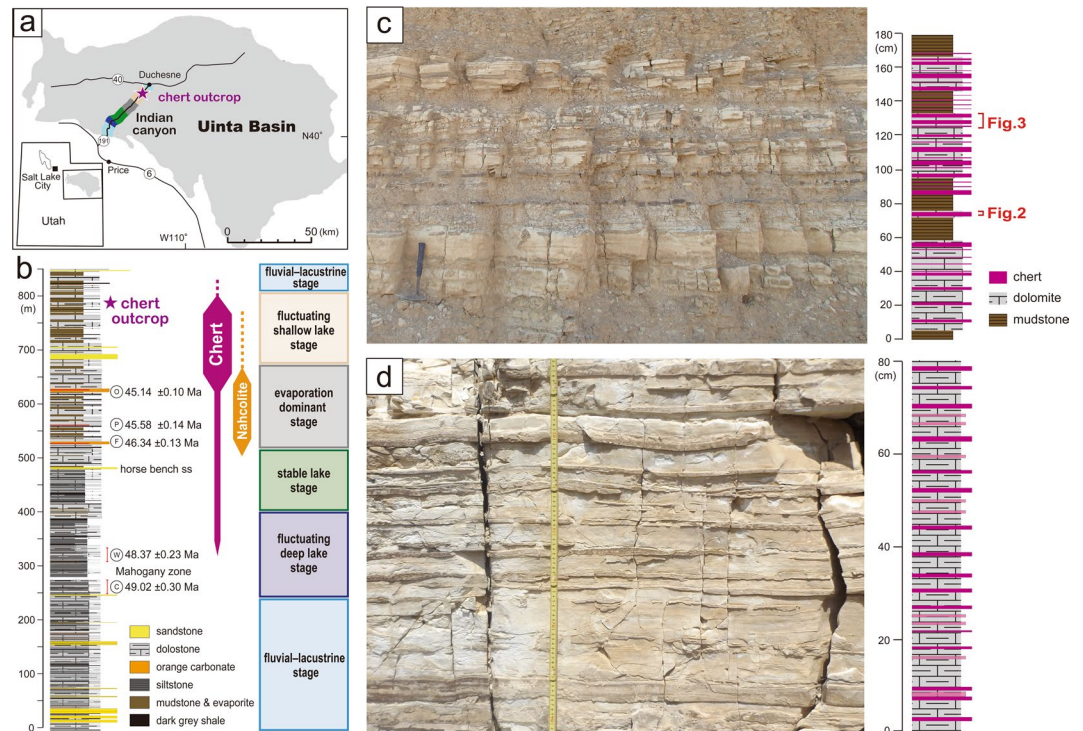 a
40
Duchesne
chert outcrop
Indian
canyon
Uinta Basin
N40°
191
Price
6
Salt Lake
City
Utah
W110°
0
50 (km)
b
800
(m)
700
600
500
400
300
200
100
0
chert
outcrop
O 45.14 ±0.10 Ma
P 45.58 ±0.14 Ma
F 46.34 ±0.13 Ma
horse bench ss
W 48.37 ±0.23 Ma
Mahogany zone
C 49.02 ±0.30 Ma
sandstone
dolostone
orange carbonate
siltstone
mudstone & evaporite
dark grey shale
Chert
Nahcolite
fluvial–lacustrine
stage
fluctuating
shallow lake
stage
evaporation
dominant
stage
stable lake
stage
fluctuating
deep lake
stage
fluvial–lacustrine
stage
c
180
(cm)
160
140
120
100
80
60
40
20
0
Fig.3
Fig.2
chert
dolomite
mudstone
d
80
(cm)
60
40
20
0